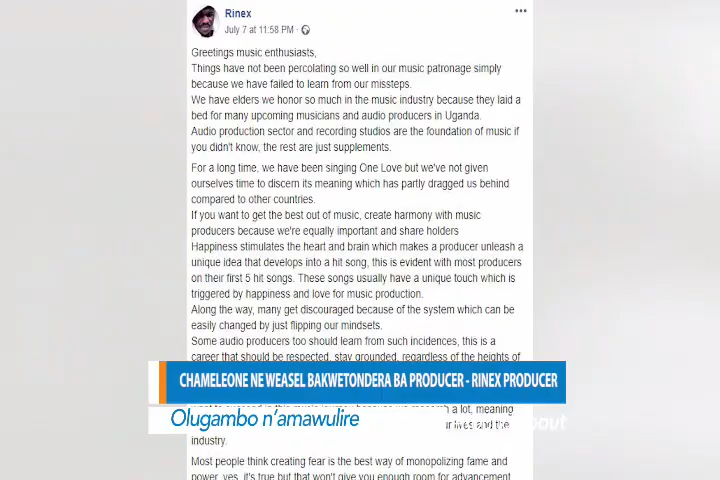 Rinex
July 7 at 11:58 PM ·
Greetings music enthusiasts,
Things have not been percolating so well in our music patronage simply
because we have failed to learn from our missteps.
We have elders we honor so much in the music industry because they laid a
bed for many upcoming musicians and audio producers in Uganda.
Audio production sector and recording studios are the foundation of music if
you didn't know, the rest are just supplements.
For a long time, we have been singing One Love but we've not given
ourselves time to discern its meaning which has partly dragged us behind
compared to other countries.
If you want to get the best out of music, create harmony with music
producers because we're equally important and share holders
Happiness stimulates the heart and brain which makes a producer unleash a
unique idea that develops into a hit song, this is evident with most producers
on their first 5 hit songs. These songs usually have a unique touch which is
triggered by happiness and love for music production.
Along the way, many get discouraged because of the system which can be
easily changed by just flipping our mindsets.
Some audio producers too should learn from such incidences, this is a
career that should be respected, stay grounded, regardless of the heights of
CHAMELEONE NE WEASEL BAKWETONDERA BA PRODUCER - RINEX PRODUCER
a lot, meaning
Olugambo n'amawulire
lives and the
industry.
Most people think creating fear is the best way of monopolizing fame and
power, yes, it's true but that won't give you enough room for advancement